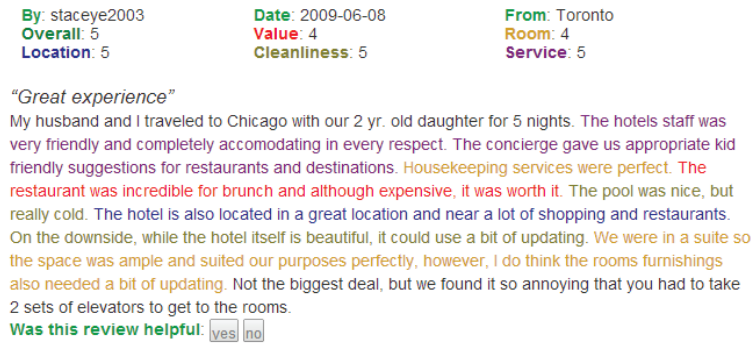 By: staceye2003 Date: 2009-06-08 From: Toronto
Overall: 5 Value: 4 Room: 4
Location: 5 Cleanliness: 5 Service: 5
“Great experience”
My husband and I traveled to Chicago with our 2 yr. old daughter for 5 nights. The hotels staff was
very friendly and completely accomodating in every respect. The concierge gave us appropriate kid
friendly suggestions for restaurants and destinations. Housekeeping services were perfect. The
restaurant was incredible for brunch and although expensive, it was worth it. The pool was nice, but
really cold. The hotel is also located in a great location and near a lot of shopping and restaurants.
On the downside, while the hotel itself is beautiful, it could use a bit of updating. We were in a suite so
the space was ample and suited our purposes perfectly, however, I do think the rooms furnishings
also needed a bit of updating. Not the biggest deal, but we found it so annoying that you had to take
2 sets of elevators to get to the rooms.
Was this review helpful: yes no